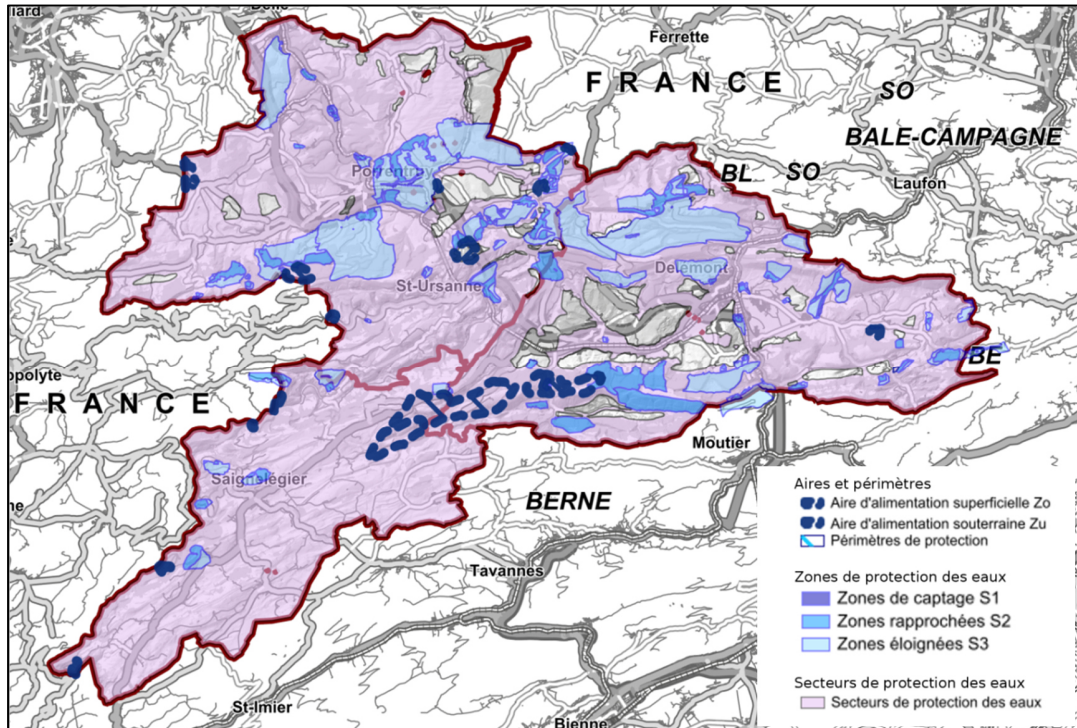 Ferrette
F R A N C E
SO
BALE-CAMPAGNE
BL
SO
Laufon
Porrentruy
St-Ursanne
Delémont
BE
F R A N C E
Moutier
Saignelégier
BERNE
Tavannes
St-Imier
Bienne
Aires et périmètres
Aire d'alimentation superficielle Zo
Aire d'alimentation souterraine Zu
Périmètres de protection
Zones de protection des eaux
Zones de captage S1
Zones rapprochées S2
Zones éloignées S3
Secteurs de protection des eaux
Secteurs de protection des eaux